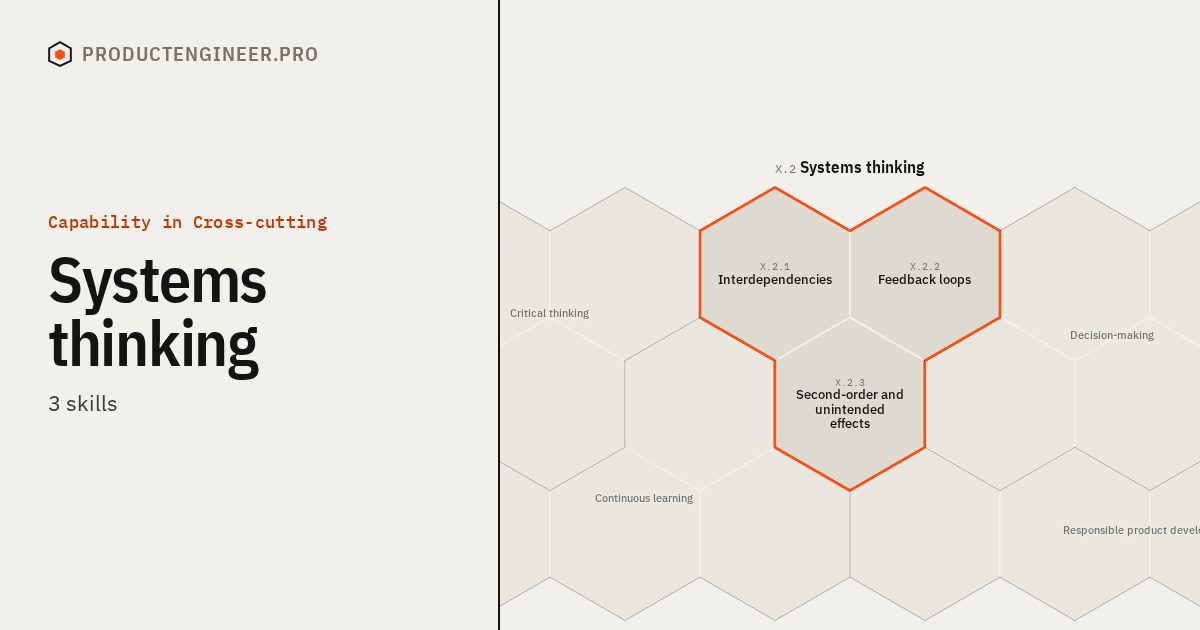 PRODUCTENGINEER.PRO
Capability in Cross-cutting
Systems
thinking
3 skills
X.2 Systems thinking
X.2.1
Interdependencies
X.2.2
Feedback loops
Critical thinking
Decision-making
X.2.3
Second-order and
unintended
effects
Continuous learning
Responsible product